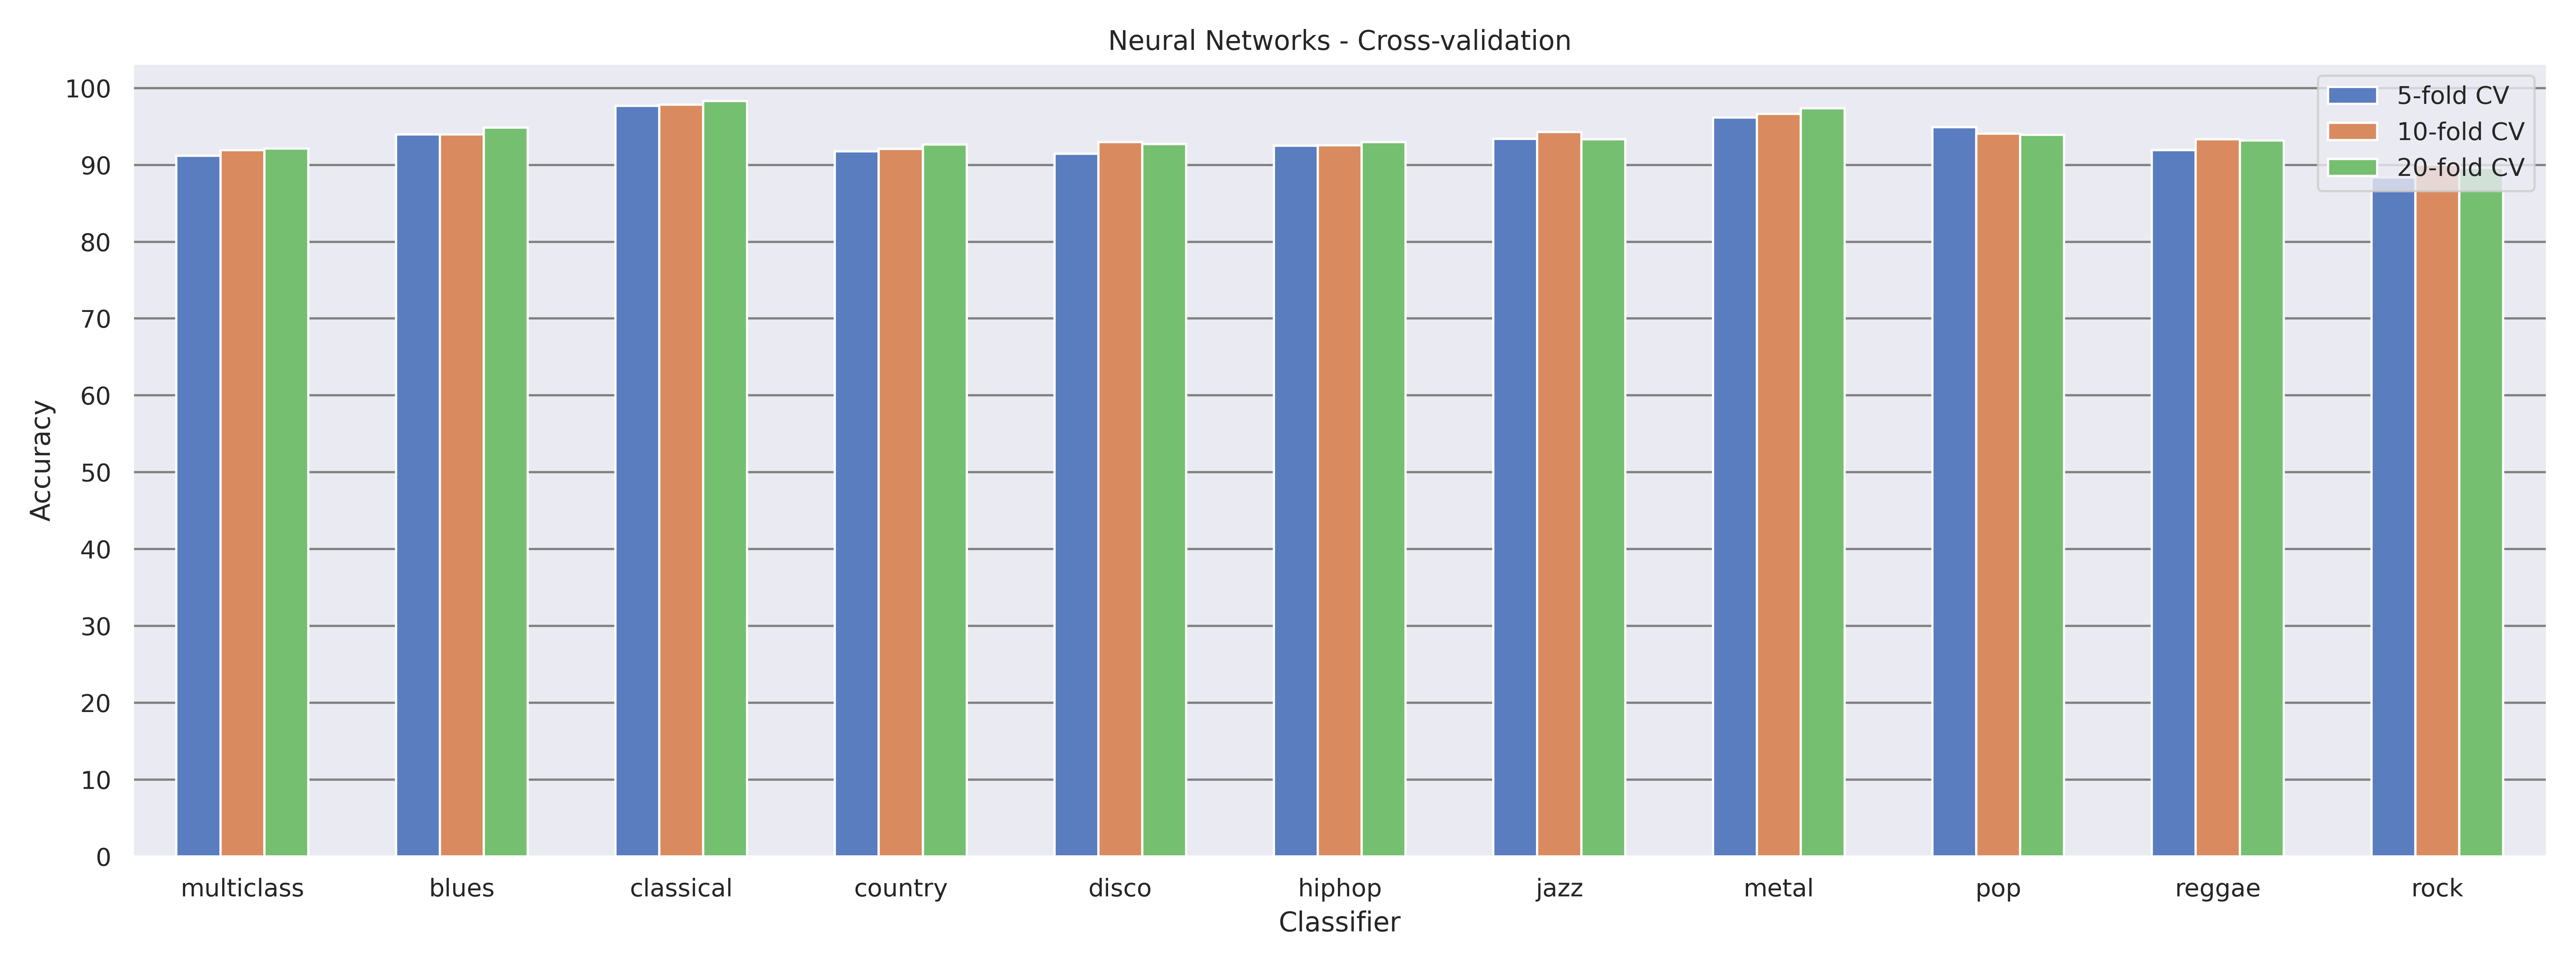 Neural Networks - Cross-validation
5-fold CV
10-fold CV
20-fold CV
Accuracy
100
90
80
70
60
50
40
30
20
10
0
multiclass blues classical country disco hiphop jazz metal pop reggae rock
Classifier